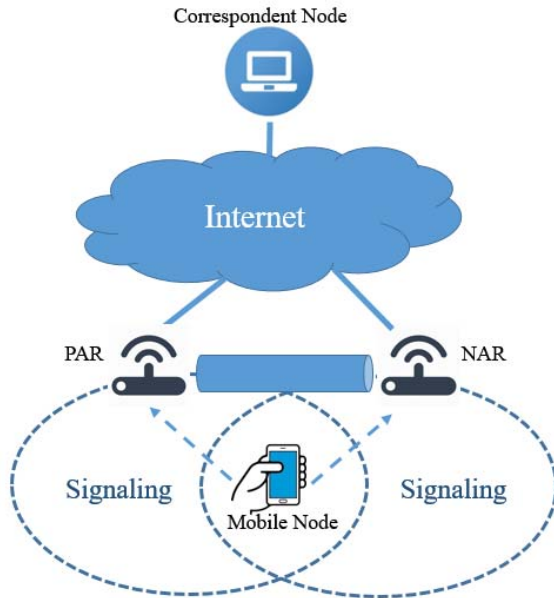 Correspondent Node
Internet
PAR
NAR
Signaling
Signaling
Mobile Node